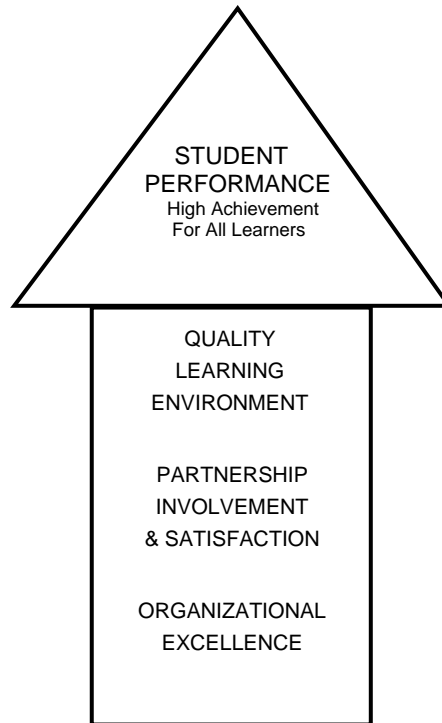 STUDENT
PERFORMANCE
High Achievement
For All Learners
QUALITY
LEARNING
ENVIRONMENT
PARTNERSHIP
INVOLVEMENT
& SATISFACTION
ORGANIZATIONAL
EXCELLENCE